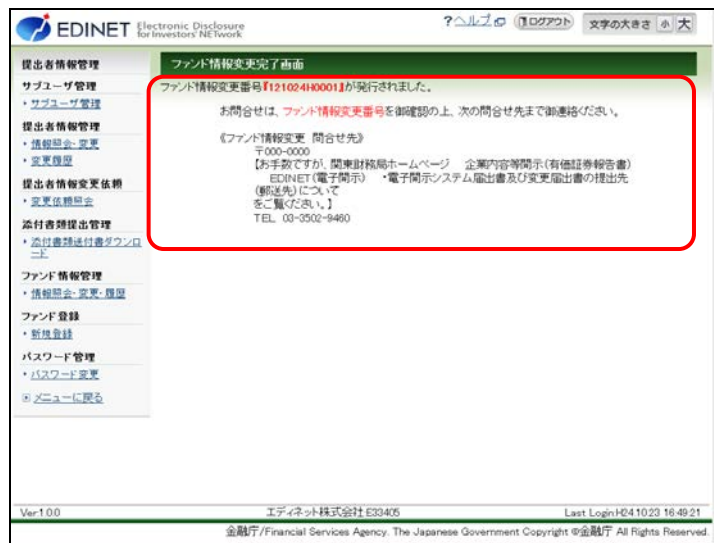 EDINET Electronic Disclosure
for Investors' NETwork
?ヘルプ ログアウト 文字の大きさ 小 大
提出者情報管理
サブユーザ管理
・サブユーザ管理
提出者情報管理
・情報照会・変更
・変更履歴
提出者情報変更依頼
・変更依頼照会
添付書類提出管理
・添付書類送付書ダウンロ
ード
ファンド情報管理
・情報照会・変更・履歴
ファンド登録
・新規登録
パスワード管理
・パスワード変更
メニューに戻る
ファンド情報変更完了画面
ファンド情報変更番号『121024H0001』が発行されました。
お問合せは、ファンド情報変更番号を御確認の上、次の問合せ先まで御連絡ください。
《ファンド情報変更 問合せ先》
〒000-0000
【お手数ですが、関東財務局ホームページ 企業内容等開示(有価証券報告書)
EDINET(電子開示) ・電子開示システム届出書及び変更届出書の提出先
(郵送先)について
をご覧ください。】
TEL 03-3502-9460
Ver.1.0.0 エディネット株式会社 E33405 Last Login:H24.10.23 16:49:21
金融庁/Financial Services Agency. The Japanese Government Copyright ©金融庁 All Rights Reserved.